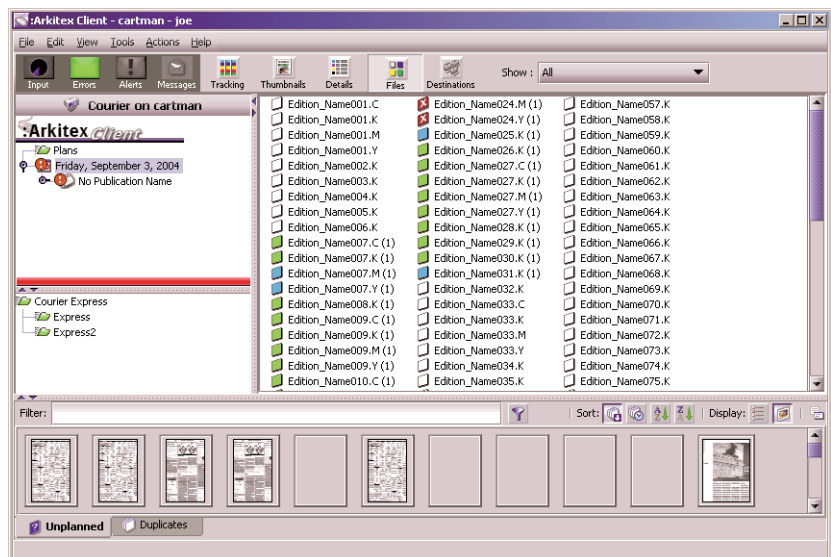 :Arkitex Client - cartman - joe
File Edit View Tools Actions Help
Input Errors Alerts Messages Tracking Thumbnails Details Files Destinations Show : All
Courier on cartman
:Arkitex Client
Plans
Friday, September 3, 2004
No Publication Name
Courier Express
Express
Express2
Edition_Name001.C
Edition_Name001.K
Edition_Name001.M
Edition_Name001.Y
Edition_Name002.K
Edition_Name003.K
Edition_Name004.K
Edition_Name005.K
Edition_Name006.K
Edition_Name007.C (1)
Edition_Name007.K (1)
Edition_Name007.M (1)
Edition_Name007.Y (1)
Edition_Name008.K (1)
Edition_Name009.C (1)
Edition_Name009.K (1)
Edition_Name009.M (1)
Edition_Name009.Y (1)
Edition_Name010.C (1)
Edition_Name024.M (1)
Edition_Name024.Y (1)
Edition_Name025.K (1)
Edition_Name026.K (1)
Edition_Name027.C (1)
Edition_Name027.K (1)
Edition_Name027.M (1)
Edition_Name027.Y (1)
Edition_Name028.K (1)
Edition_Name029.K (1)
Edition_Name030.K (1)
Edition_Name031.K (1)
Edition_Name032.K
Edition_Name033.C
Edition_Name033.K
Edition_Name033.M
Edition_Name033.Y
Edition_Name034.K
Edition_Name035.K
Edition_Name057.K
Edition_Name058.K
Edition_Name059.K
Edition_Name060.K
Edition_Name061.K
Edition_Name062.K
Edition_Name063.K
Edition_Name064.K
Edition_Name065.K
Edition_Name066.K
Edition_Name067.K
Edition_Name068.K
Edition_Name069.K
Edition_Name070.K
Edition_Name071.K
Edition_Name072.K
Edition_Name073.K
Edition_Name074.K
Edition_Name075.K
Filter: Sort: Display:
Unplanned Duplicates